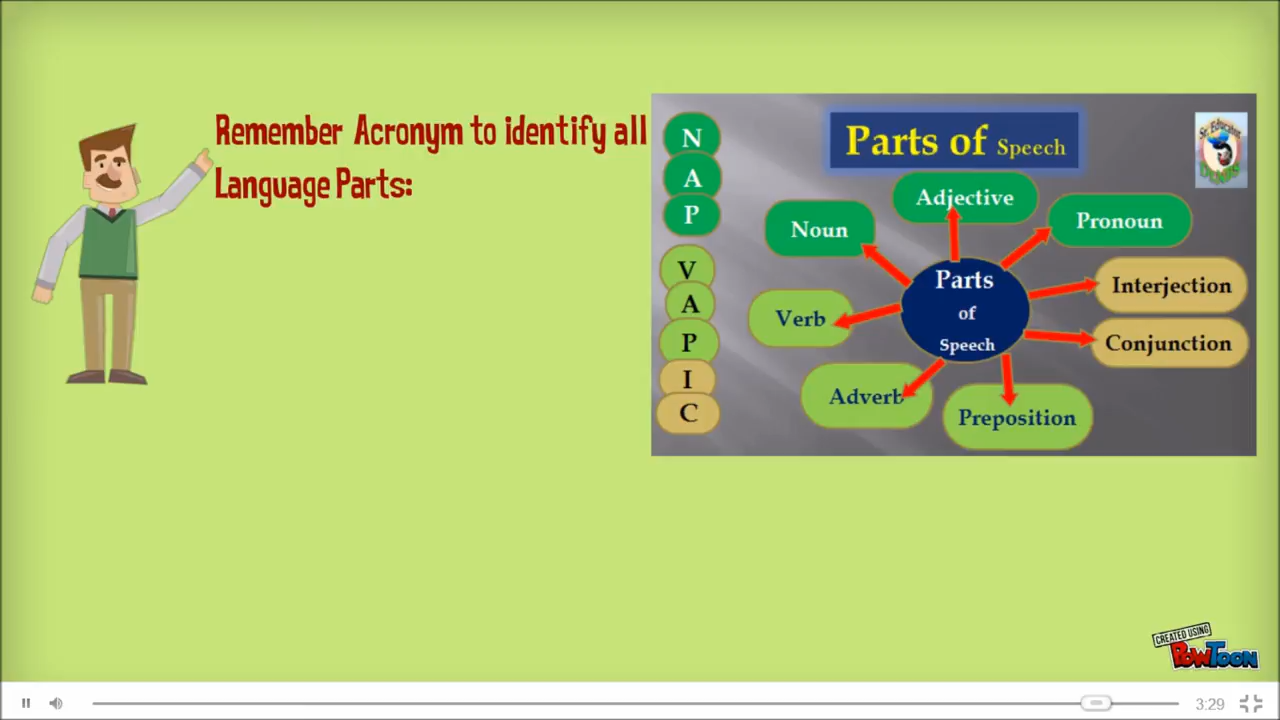 Remember Acronym to identify all
Language Parts:
N
A
P
V
A
P
I
C
Parts of Speech
Adjective
Noun
Pronoun
Parts
of
Speech
Interjection
Verb
Conjunction
Adverb
Preposition
CREATED USING
POWTOON
3:29